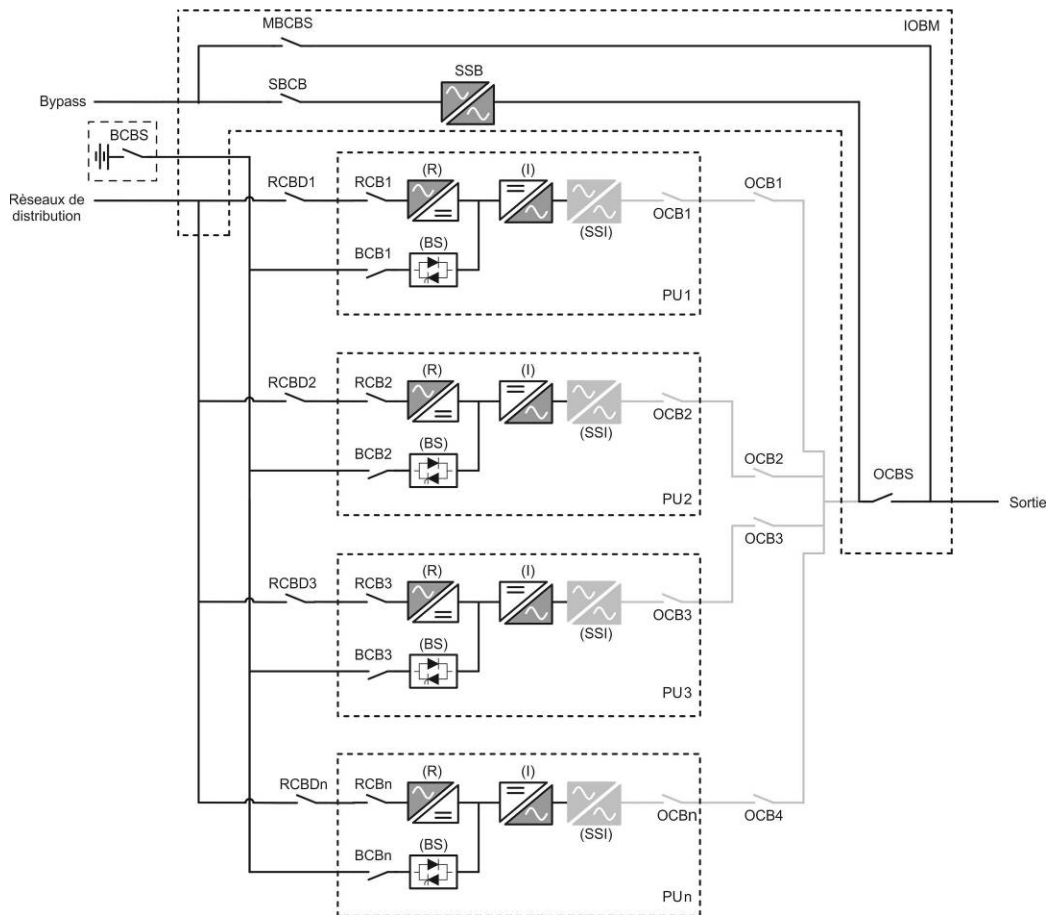 MBCBS
IOBM
SBCB
SSB
Bypass
BCBS
Rèseaux de
distribution
RCBD1
RCB1
(R)
(I)
(SSI)
OCB1
OCB1
BCB1
(BS)
PU1
RCBD2
RCB2
(R)
(I)
(SSI)
OCB2
BCB2
(BS)
PU2
OCB2
OCBS
Sortie
OCB3
RCBD3
RCB3
(R)
(I)
(SSI)
OCB3
BCB3
(BS)
PU3
RCBDn
RCBn
(R)
(I)
(SSI)
OCBn
OCB4
BCBn
(BS)
PUn